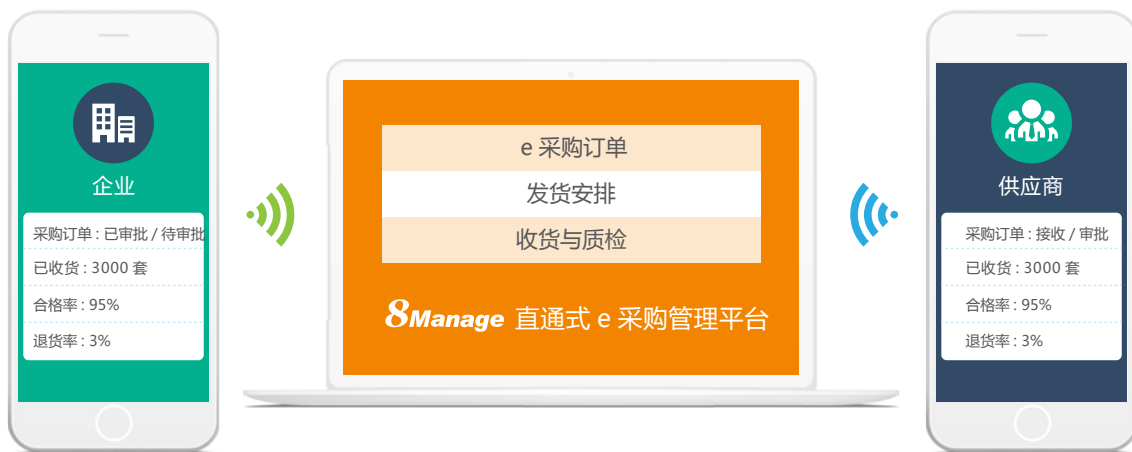 企业
采购订单 : 已审批 / 待审批
已收货 : 3000 套
合格率 : 95%
退货率 : 3%
e 采购订单
发货安排
收货与质检
8Manage 直通式 e 采购管理平台
供应商
采购订单 : 接收 / 审批
已收货 : 3000 套
合格率 : 95%
退货率 : 3%